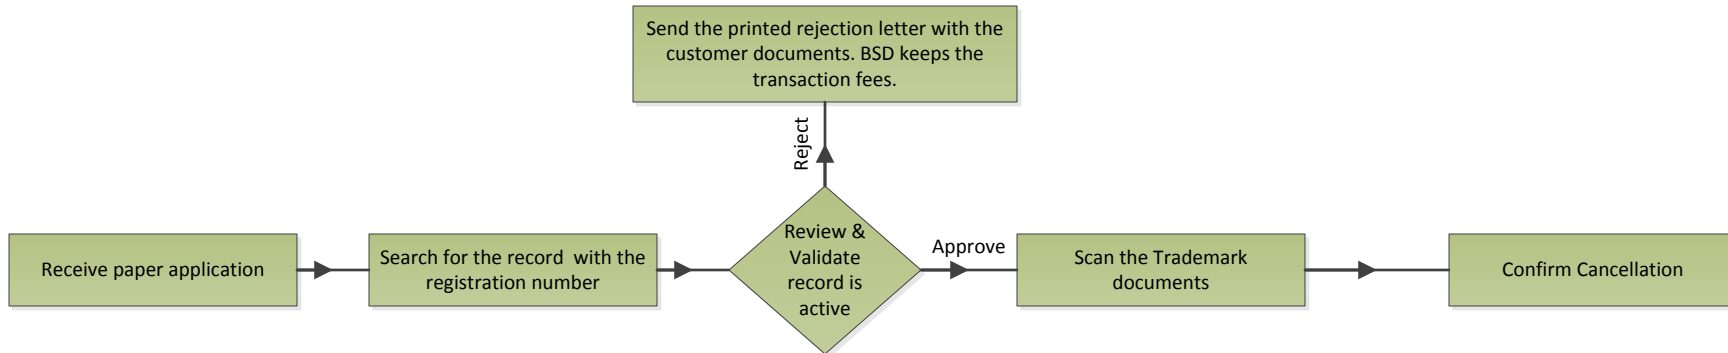 Send the printed rejection letter with the
customer documents. BSD keeps the
transaction fees.
Reject
Receive paper application
Search for the record  with the
registration number
Review &
Validate
record is
active
Approve
Scan the Trademark
documents
Confirm Cancellation